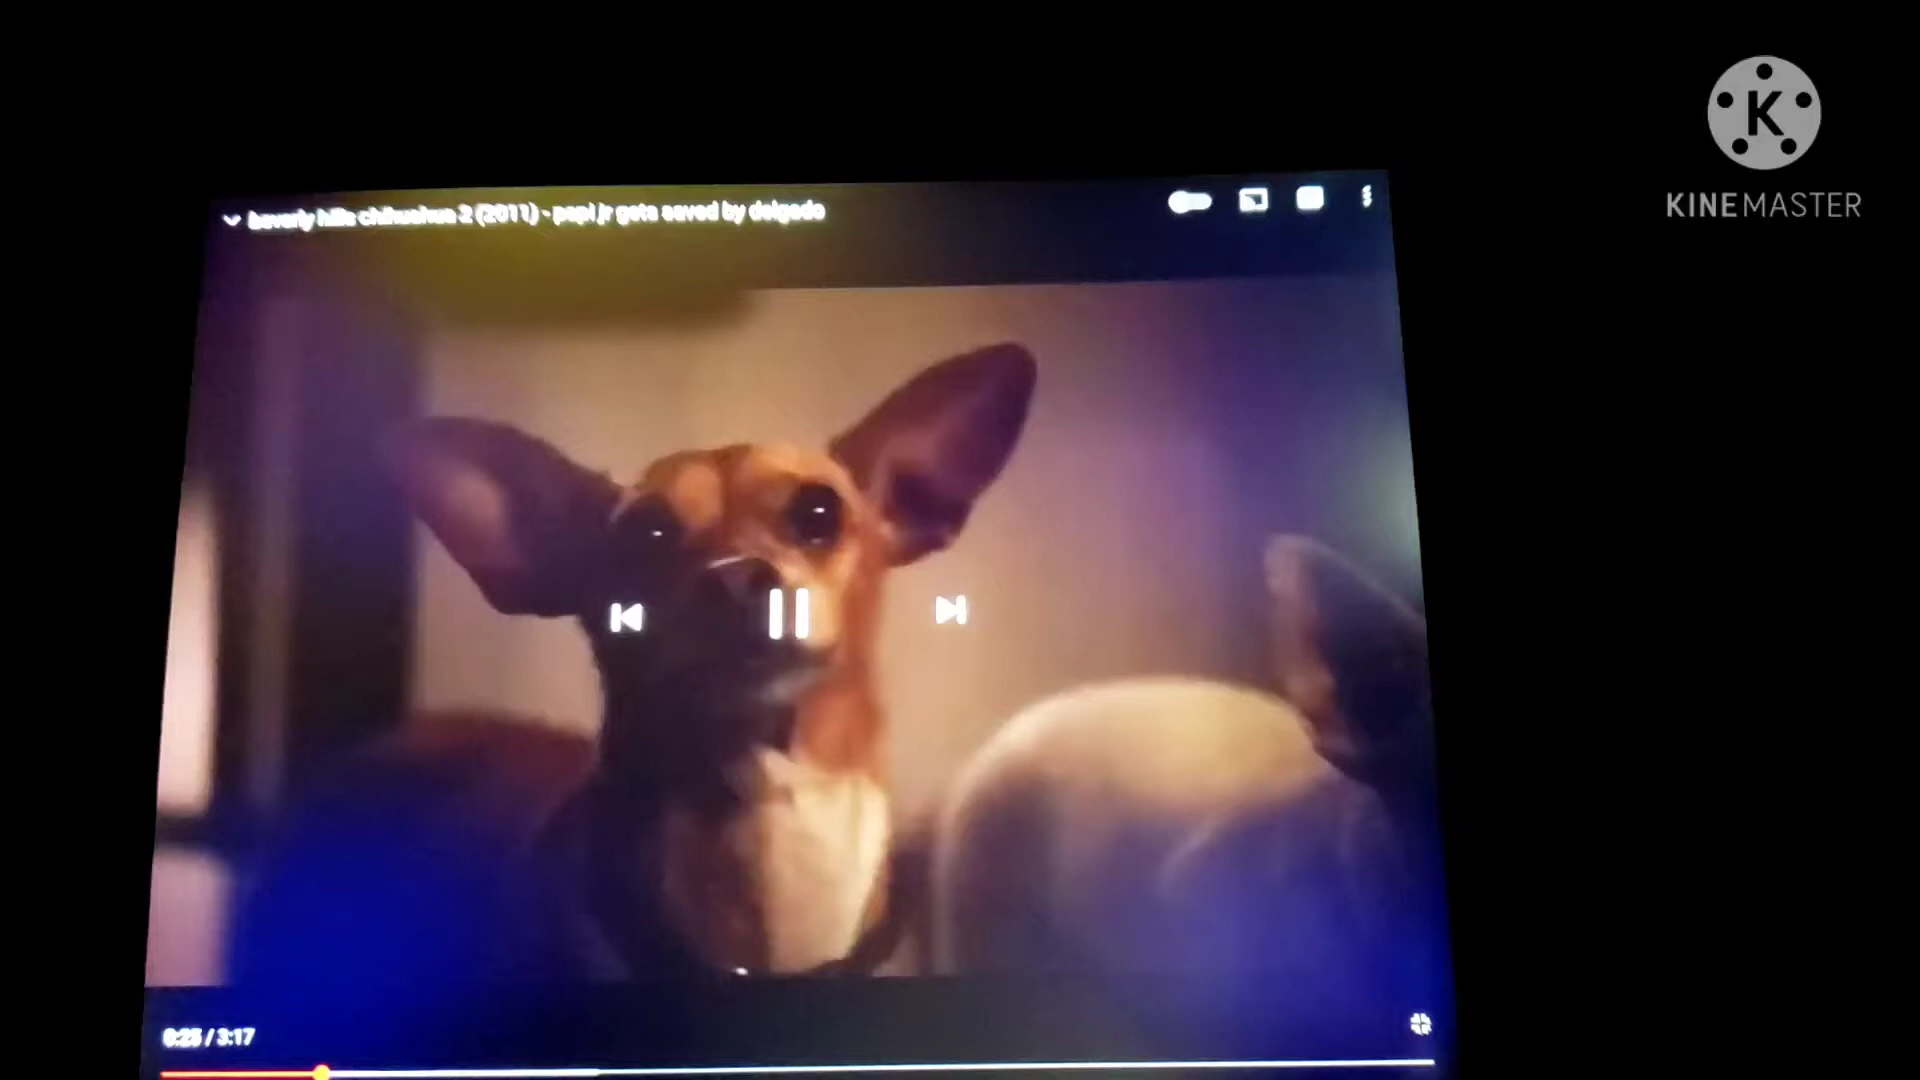 beverly hills chihuahua 2 (2011) - papi jr gets saved by delgado
K
KINEMASTER
0:25 / 3:17